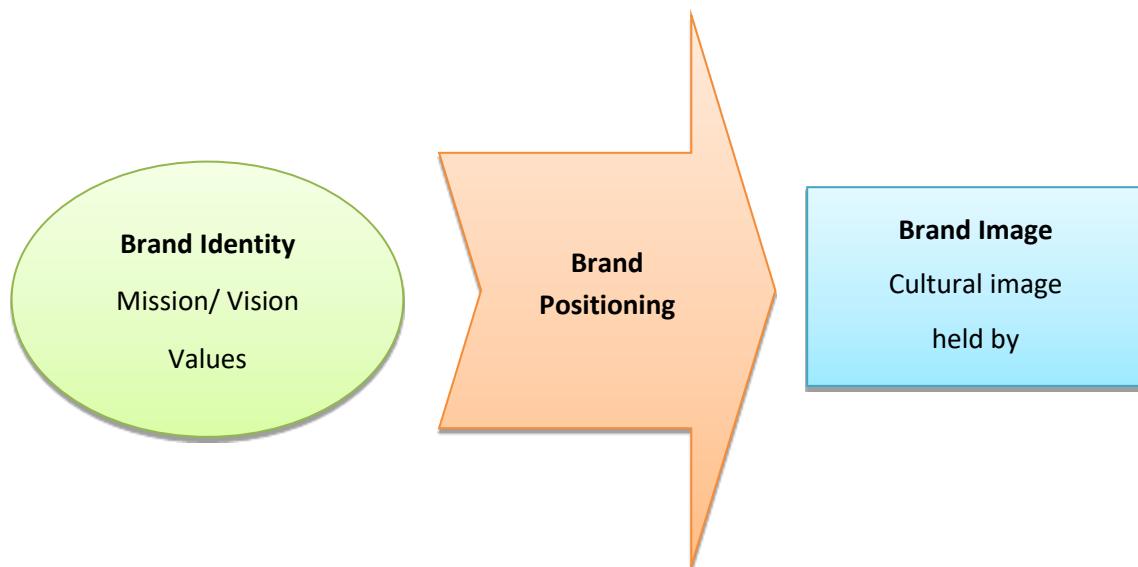 Brand Identity
Mission/ Vision
Values
Brand
Positioning
Brand Image
Cultural image
held by